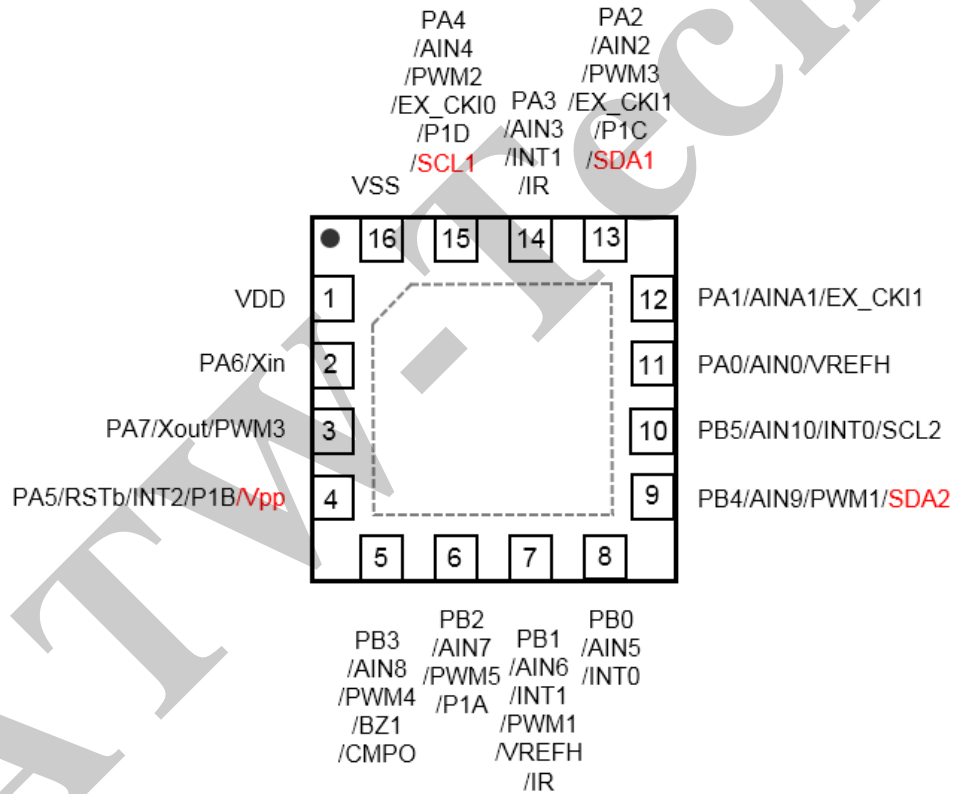 PA4
/AIN4
/PWM2
/EX_CKI0
/P1D
/SCL1
PA3
/AIN3
/INT1
/IR
PA2
/AIN2
/PWM3
/EX_CKI1
/P1C
/SDA1
VSS
16
15
14
13
VDD
1
PA6/Xin
2
PA7/Xout/PWM3
3
PA5/RSTb/INT2/P1B/Vpp
4
12
PA1/AINA1/EX_CKI1
11
PA0/AIN0/VREFH
10
PB5/AIN10/INT0/SCL2
9
PB4/AIN9/PWM1/SDA2
5
6
7
8
PB3
/AIN8
/PWM4
/BZ1
/CMPO
PB2
/AIN7
/PWM5
/P1A
PB1
/AIN6
/INT1
/PWM1
/VREFH
/IR
PB0
/AIN5
/INT0
ATW-Tech